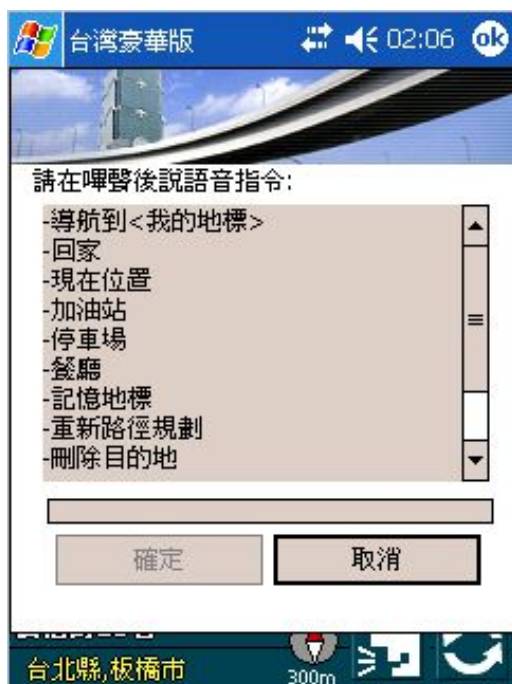 台灣豪華版 02:06 ok
請在嗶聲後說語音指令:
-導航到<我的地標>
-回家
-現在位置
-加油站
-停車場
-餐廳
-記憶地標
-重新路徑規劃
-刪除目的地
確定 取消
台北縣,板橋市 300m